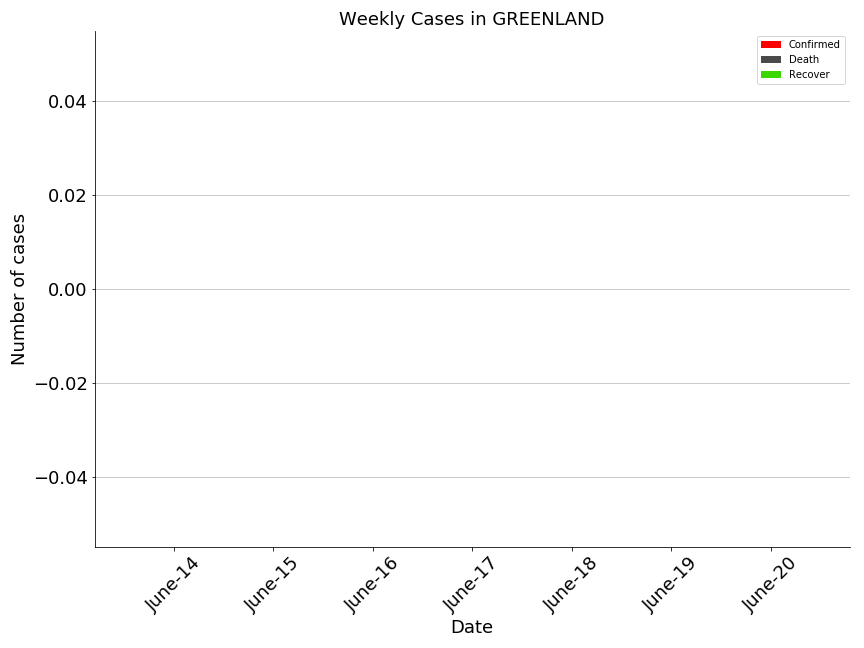 Weekly Cases in GREENLAND
Confirmed
Death
Recover
Number of cases
0.04
0.02
0.00
−0.02
−0.04
June-14
June-15
June-16
June-17
June-18
June-19
June-20
Date